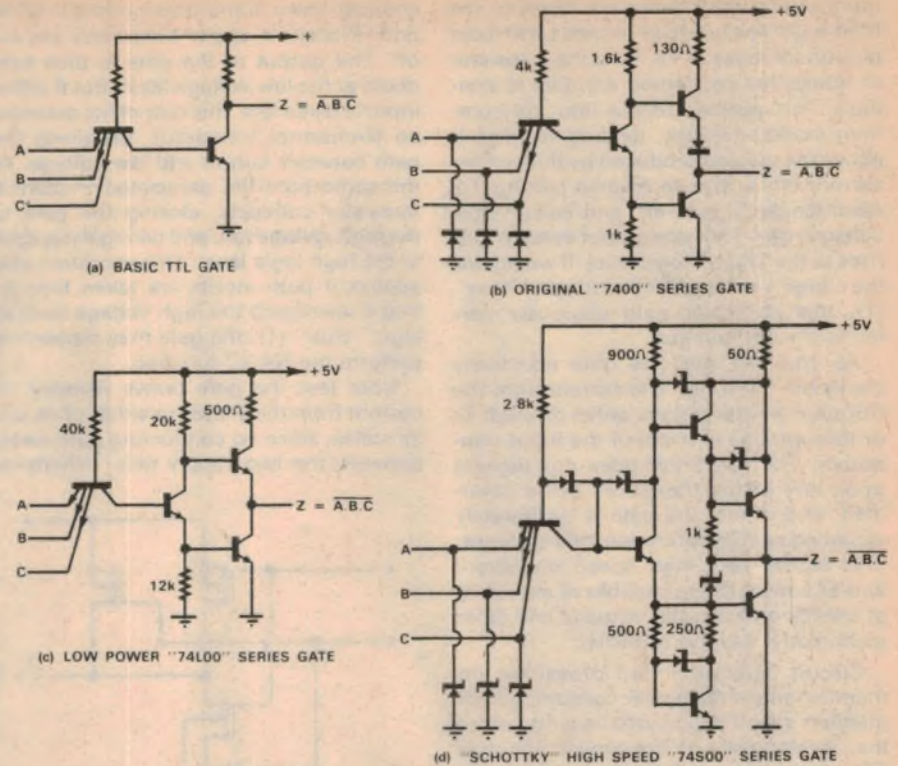 +
Z = A.B.C
A
B
C
(a) BASIC TTL GATE
+5V
4k
1.6k
130Ω
A
B
C
Z = A.B.C
1k
(b) ORIGINAL "7400" SERIES GATE
+5V
40k
20k
500Ω
A
B
C
Z = A.B.C
12k
(c) LOW POWER "74L00" SERIES GATE
+5V
900Ω
50Ω
2.8k
A
B
C
1k
Z = A.B.C
500Ω
250Ω
(d) "SCHOTTKY" HIGH SPEED "74S00" SERIES GATE